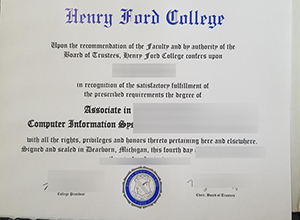 Henry Ford College
Upon the recommendation of the Faculty and by authority of the
Board of Trustees, Henry Ford College confers upon
in recognition of the satisfactory fulfillment of
the prescribed requirements the degree of
Associate in
Computer Information Sys
with all the rights, privileges and honors thereto pertaining here and elsewhere.
Signed and sealed in Dearborn, Michigan, this fourth day
College President
Chair, Board of Trustees